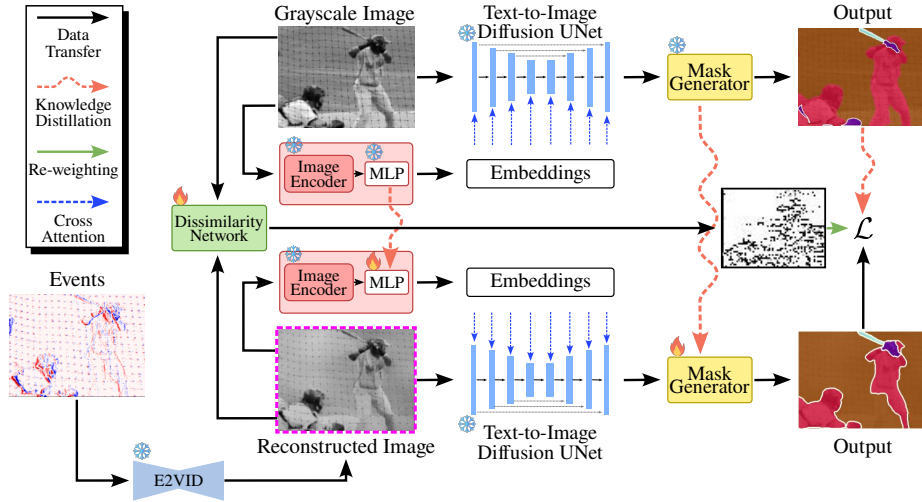 Data
Transfer
Knowledge
Distillation
Re-weighting
Cross
Attention
Grayscale Image
Text-to-Image
Diffusion UNet
Output
Mask
Generator
Image
Encoder
MLP
Embeddings
Dissimilarity
Network
ℒ
Image
Encoder
MLP
Embeddings
Events
Mask
Generator
Reconstructed Image
Text-to-Image
Diffusion UNet
Output
E2VID